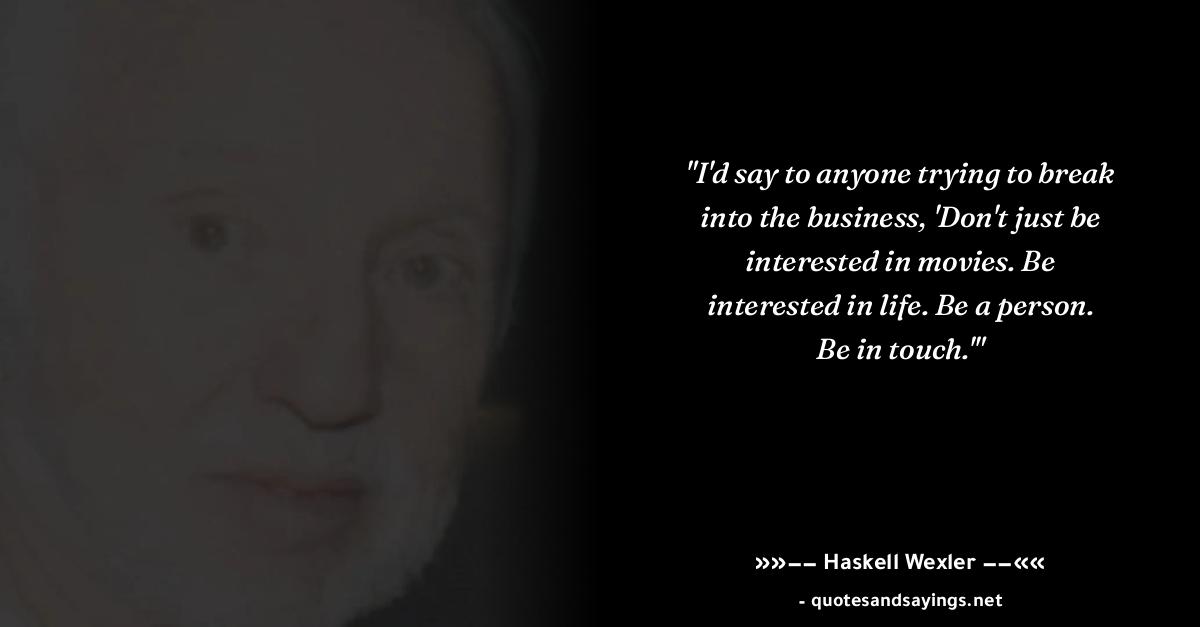 "I'd say to anyone trying to break
into the business, 'Don't just be
interested in movies. Be
interested in life. Be a person.
Be in touch.'"
»»−− Haskell Wexler −−««
- quotesandsayings.net